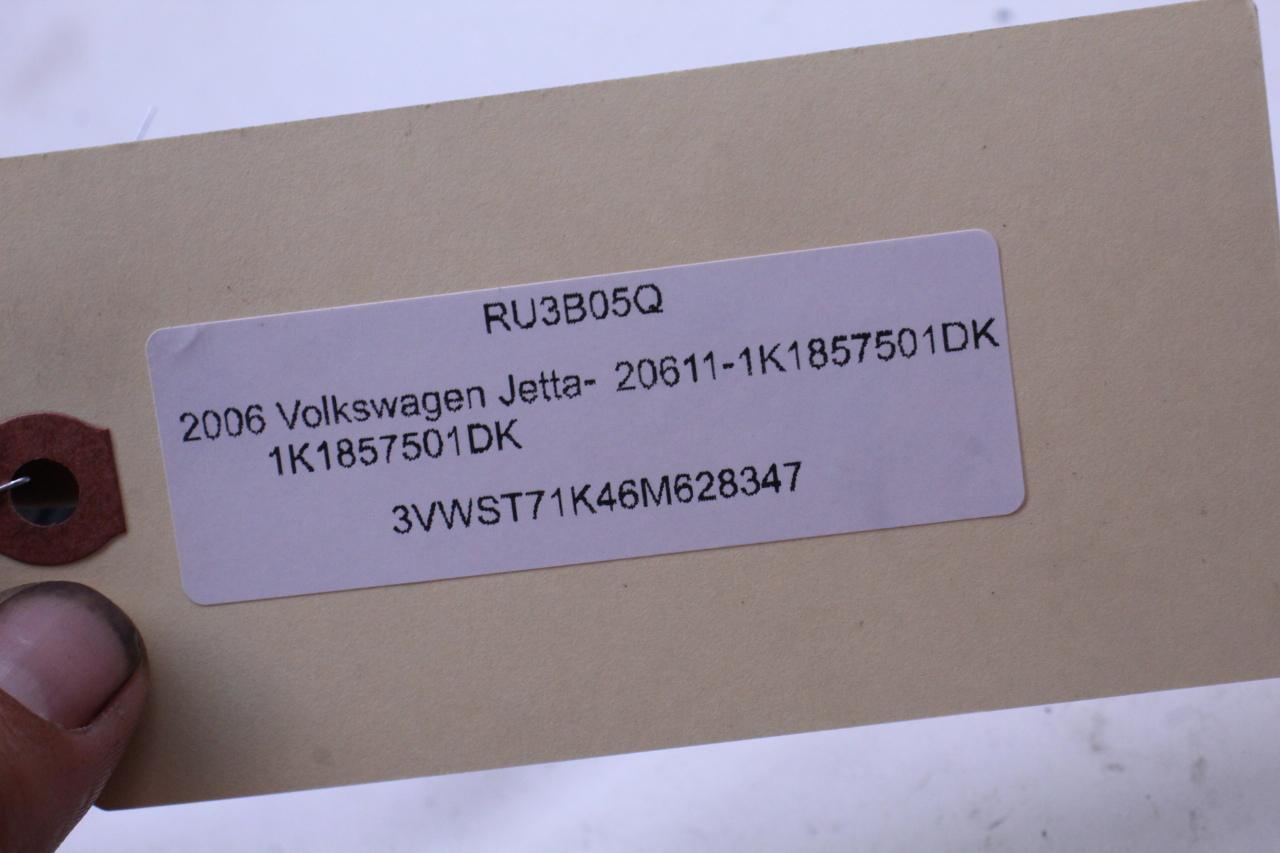 RU3B05Q
2006 Volkswagen Jetta- 20611-1K1857501DK
1K1857501DK
3VWST71K46M628347